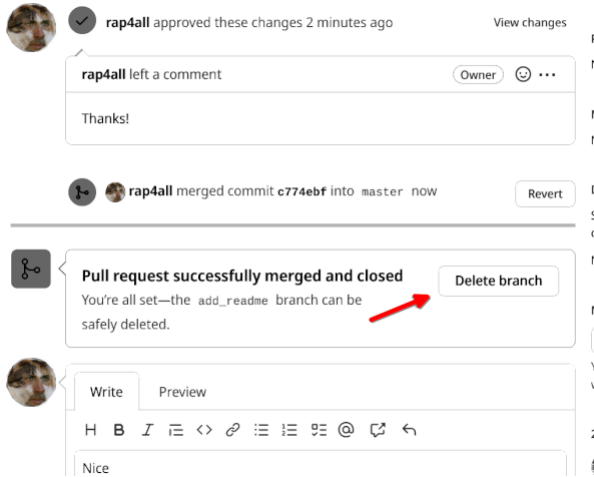 rap4all approved these changes 2 minutes ago
View changes
rap4all left a comment
Owner
Thanks!
rap4all merged commit c774ebf into master now
Revert
Pull request successfully merged and closed
Delete branch
You're all set—the add_readme branch can be
safely deleted.
Write
Preview
H B I <> @
Nice